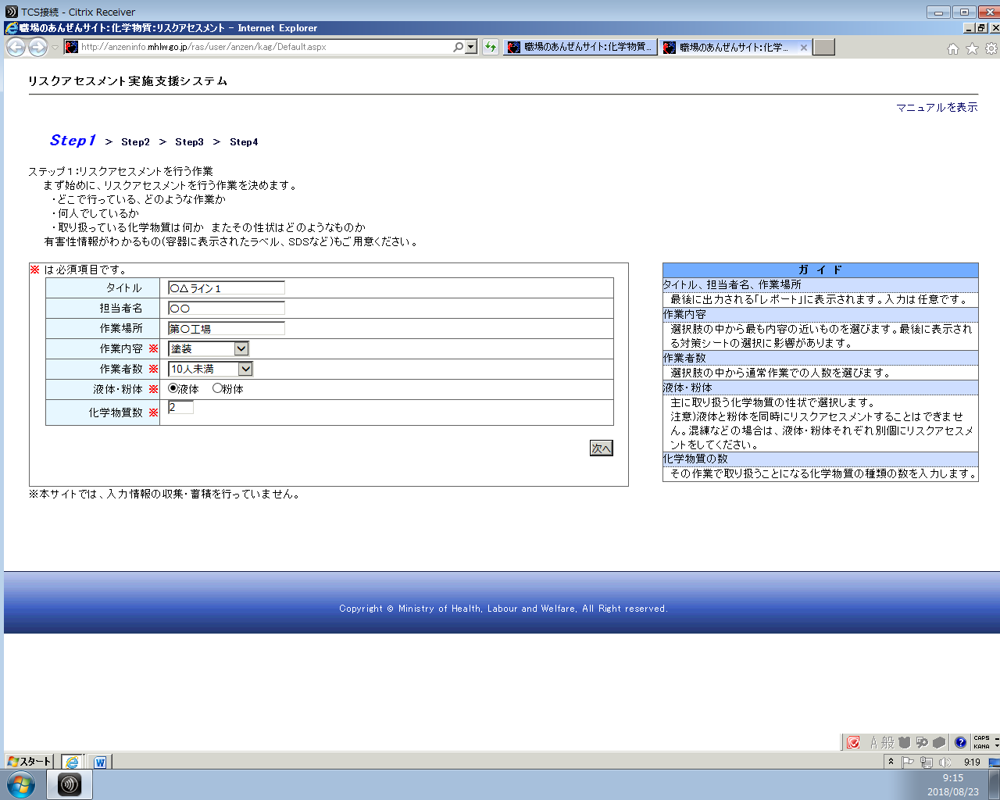 TCS接続 - Citrix Receiver
職場のあんぜんサイト:化学物質:リスクアセスメント - Internet Explorer
http://anzeninfo.mhlw.go.jp/ras/user/anzen/kag/Default.aspx
職場のあんぜんサイト:化学物質...
職場のあんぜんサイト:化学...
リスクアセスメント実施支援システム
マニュアルを表示
Step1 > Step2 > Step3 > Step4
ステップ1:リスクアセスメントを行う作業
まず始めに、リスクアセスメントを行う作業を決めます。
・どこで行っている、どのような作業か
・何人でしているか
・取り扱っている化学物質は何か またその性状はどのようなものか
有害性情報がわかるもの(容器に表示されたラベル、SDSなど)もご用意ください。
※ は必須項目です。
タイトル ○△ライン1
担当者名 ○○
作業場所 第○工場
作業内容 ※ 塗装
作業者数 ※ 10人未満
液体・粉体 ※ 液体 粉体
化学物質数 ※ 2
次へ
※本サイトでは、入力情報の収集・蓄積を行っていません。
ガイド
タイトル、担当者名、作業場所
最後に出力される「レポート」に表示されます。入力は任意です。
作業内容
選択肢の中から最も内容の近いものを選びます。最後に表示され
る対策シートの選択に影響があります。
作業者数
選択肢の中から通常作業での人数を選びます。
液体・粉体
主に取り扱う化学物質の性状で選択します。
注意)液体と粉体を同時にリスクアセスメントすることはできませ
ん。混練などの場合は、液体・粉体それぞれ別個にリスクアセスメ
ントをしてください。
化学物質の数
その作業で取り扱うことになる化学物質の種類の数を入力します。
Copyright © Ministry of Health, Labour and Welfare, All Right reserved.
A 般
CAPS
KANA
スタート
9:19
9:15
2018/08/23